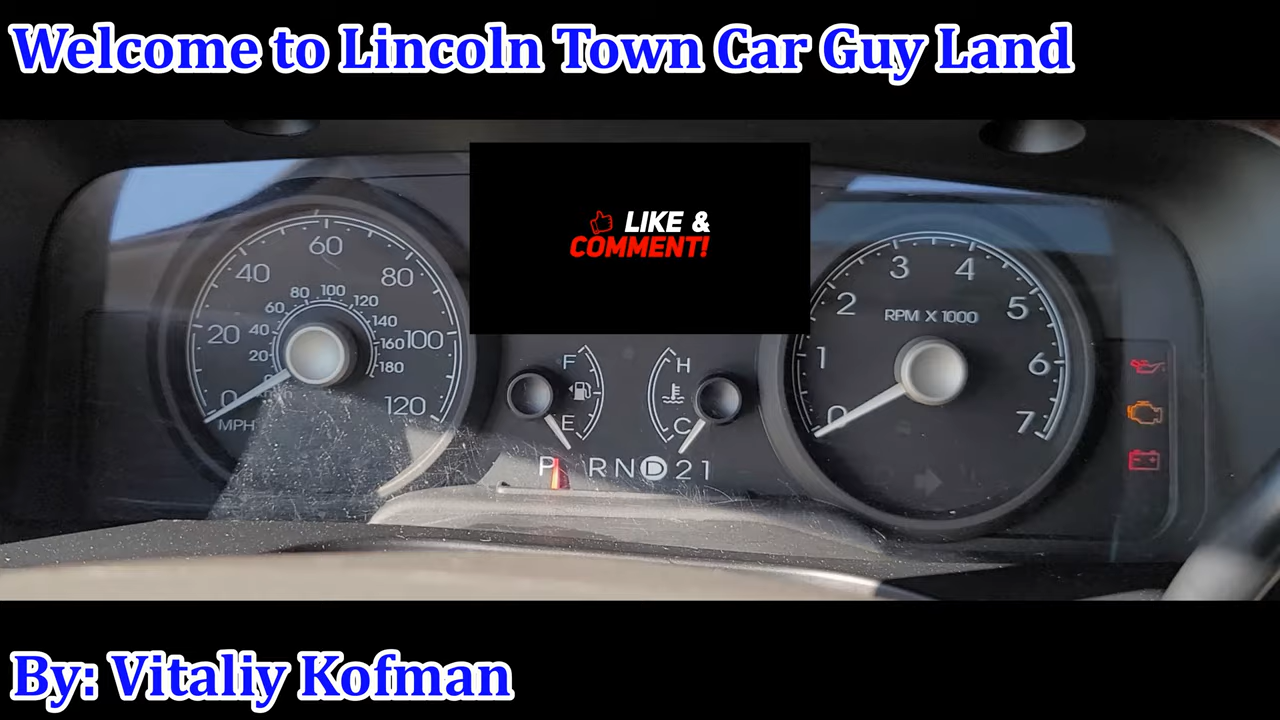 Welcome to Lincoln Town Car Guy Land
LIKE &
COMMENT!
60
40
80
20
100
0
120
MPH
20
40
60
80
100
120
140
160
180
F
E
H
C
P R N D 2 1
RPM X 1000
0
1
2
3
4
5
6
7
By: Vitaliy Kofman